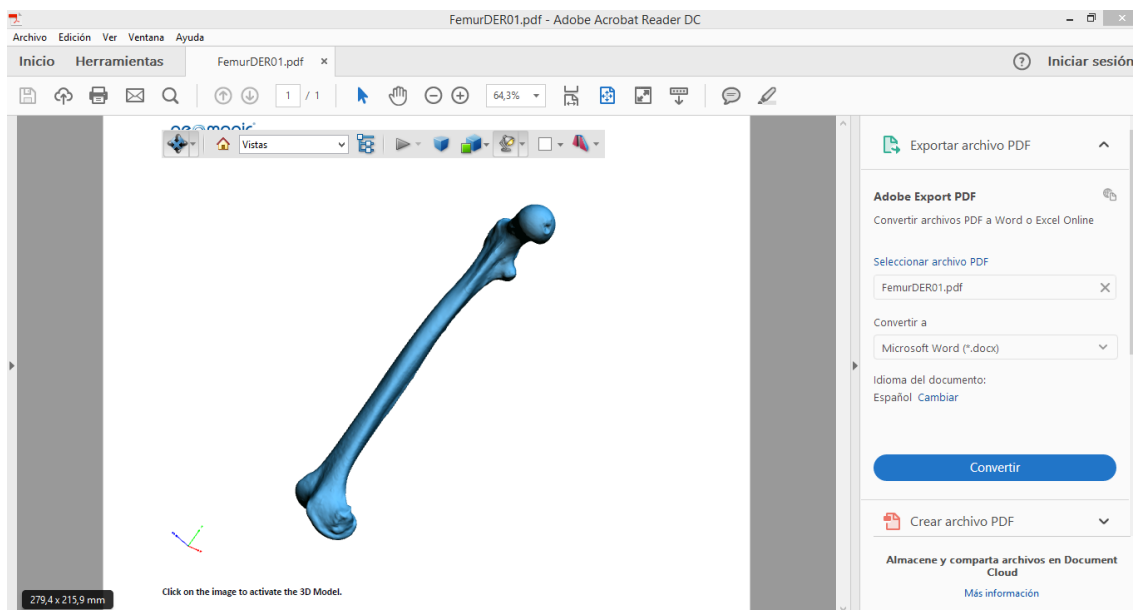 FemurDER01.pdf - Adobe Acrobat Reader DC
Archivo Edición Ver Ventana Ayuda
Inicio Herramientas FemurDER01.pdf × Iniciar sesión
1 / 1 64,3%
Vistas
Exportar archivo PDF
Adobe Export PDF
Convertir archivos PDF a Word o Excel Online
Seleccionar archivo PDF
FemurDER01.pdf
Convertir a
Microsoft Word (*.docx)
Idioma del documento:
Español Cambiar
Convertir
Crear archivo PDF
Almacene y comparta archivos en Document
Cloud
Más información
Click on the image to activate the 3D Model.
279,4 x 215,9 mm